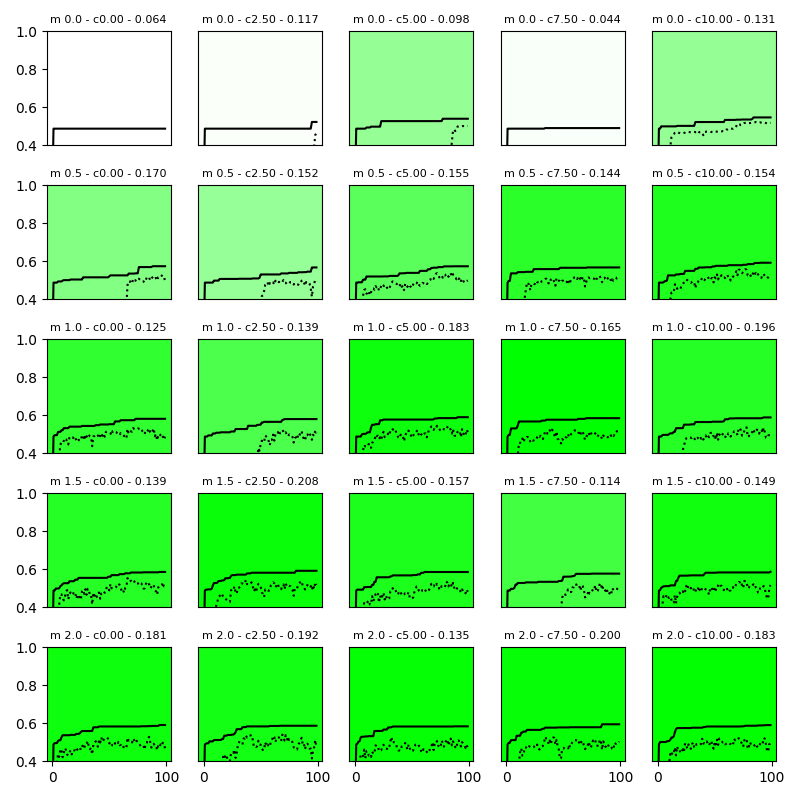 m 0.0 - c0.00 - 0.064
m 0.0 - c2.50 - 0.117
m 0.0 - c5.00 - 0.098
m 0.0 - c7.50 - 0.044
m 0.0 - c10.00 - 0.131
1.0
0.8
0.6
0.4
m 0.5 - c0.00 - 0.170
m 0.5 - c2.50 - 0.152
m 0.5 - c5.00 - 0.155
m 0.5 - c7.50 - 0.144
m 0.5 - c10.00 - 0.154
1.0
0.8
0.6
0.4
m 1.0 - c0.00 - 0.125
m 1.0 - c2.50 - 0.139
m 1.0 - c5.00 - 0.183
m 1.0 - c7.50 - 0.165
m 1.0 - c10.00 - 0.196
1.0
0.8
0.6
0.4
m 1.5 - c0.00 - 0.139
m 1.5 - c2.50 - 0.208
m 1.5 - c5.00 - 0.157
m 1.5 - c7.50 - 0.114
m 1.5 - c10.00 - 0.149
1.0
0.8
0.6
0.4
m 2.0 - c0.00 - 0.181
m 2.0 - c2.50 - 0.192
m 2.0 - c5.00 - 0.135
m 2.0 - c7.50 - 0.200
m 2.0 - c10.00 - 0.183
1.0
0.8
0.6
0.4
0 100
0 100
0 100
0 100
0 100